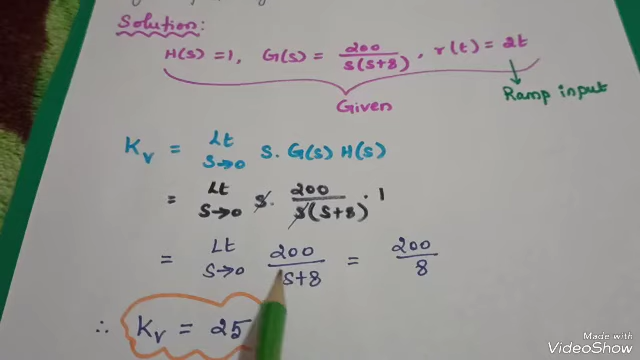 Solution:
H(s) = 1, G(s) = 200 / s(s+8), r(t) = 2t
Given
Ramp input
Kv = Lt s→0 s. G(s) H(s)
= Lt s→0 s. 200 / s(s+8) . 1
= Lt s→0 200 / s+8 = 200 / 8
∴ Kv = 25
Made with
VideoShow